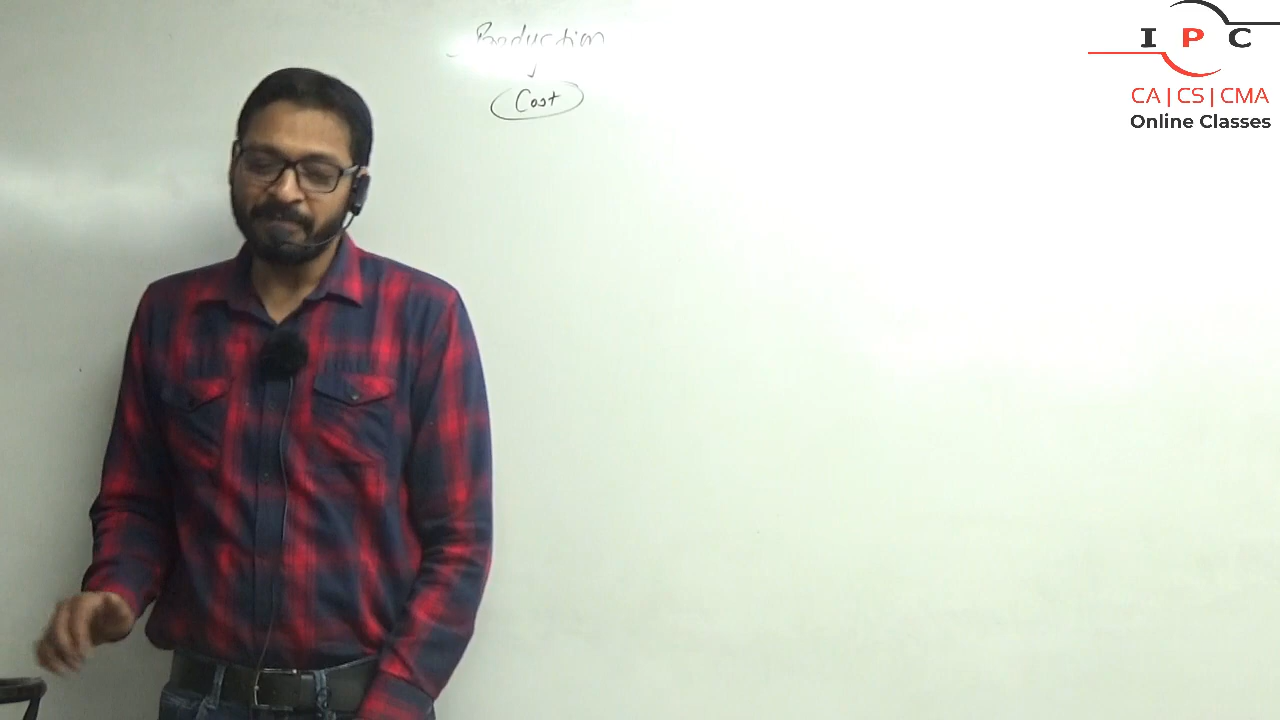 Production
Cost
I P C
CA | CS | CMA
Online Classes